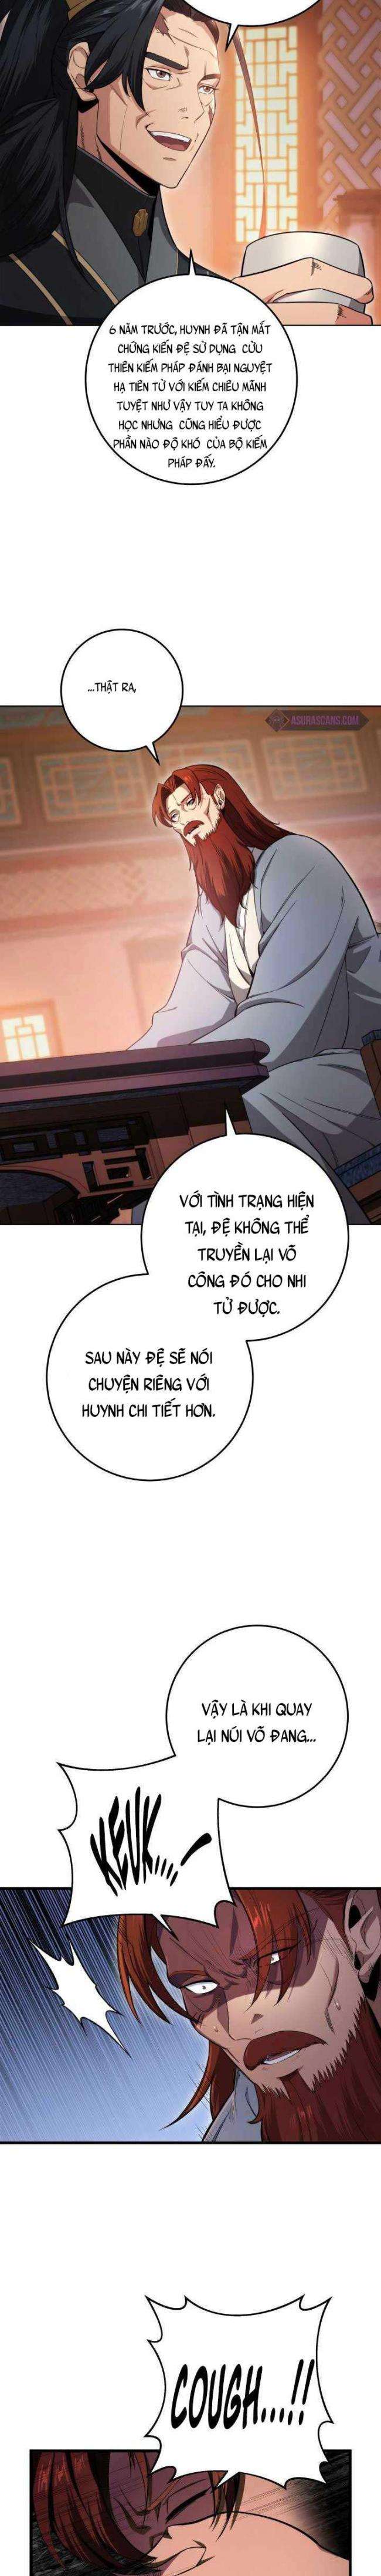 6 NĂM TRƯỚC, HUYNH ĐÃ TẬN MẮT
CHỨNG KIẾN ĐỆ SỬ DỤNG CỬU
THIÊN KIẾM PHÁP ĐÁNH BẠI NGUYỆT
HẠ TIÊN TỬ VỚI KIẾM CHIÊU MÃNH
TUYỆT NHƯ VẬY TUY TA KHÔNG
HỌC NHƯNG CŨNG HIỂU ĐƯỢC
PHẦN NÀO ĐỘ KHÓ CỦA BỘ KIẾM
PHÁP ĐẤY.
...THẬT RA,
ASURASCANS.COM
VỚI TÌNH TRẠNG HIỆN
TẠI, ĐỆ KHÔNG THỂ
TRUYỀN LẠI VÕ
CÔNG ĐÓ CHO NHI
TỬ ĐƯỢC.
SAU NÀY ĐỆ SẼ NÓI
CHUYỆN RIÊNG VỚI
HUYNH CHI TIẾT HƠN.
VẬY LÀ KHI QUAY
LẠI NÚI VÕ ĐANG...
KEUK....!
COUGH....!!